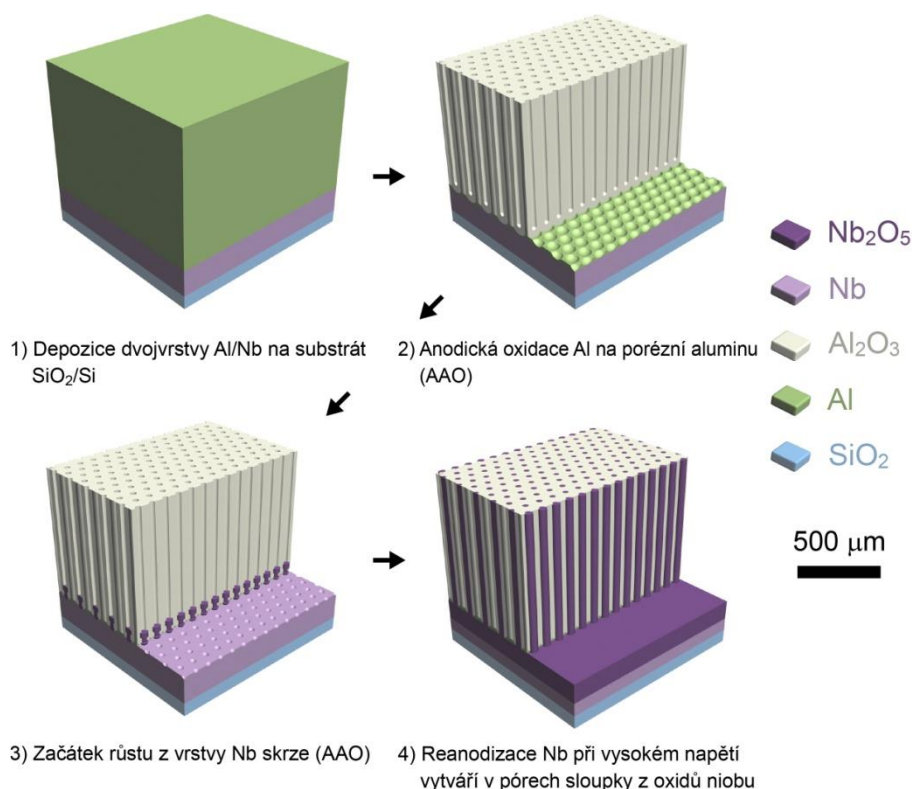 1) Depozice dvojvrstvy Al/Nb na substrát
SiO₂/Si
2) Anodická oxidace Al na porézní aluminu
(AAO)
3) Začátek růstu z vrstvy Nb skrze (AAO)
4) Reanodizace Nb při vysokém napětí
vytváří v pórech sloupky z oxidů niobu
Nb₂O₅
Nb
Al₂O₃
Al
SiO₂
500 μm